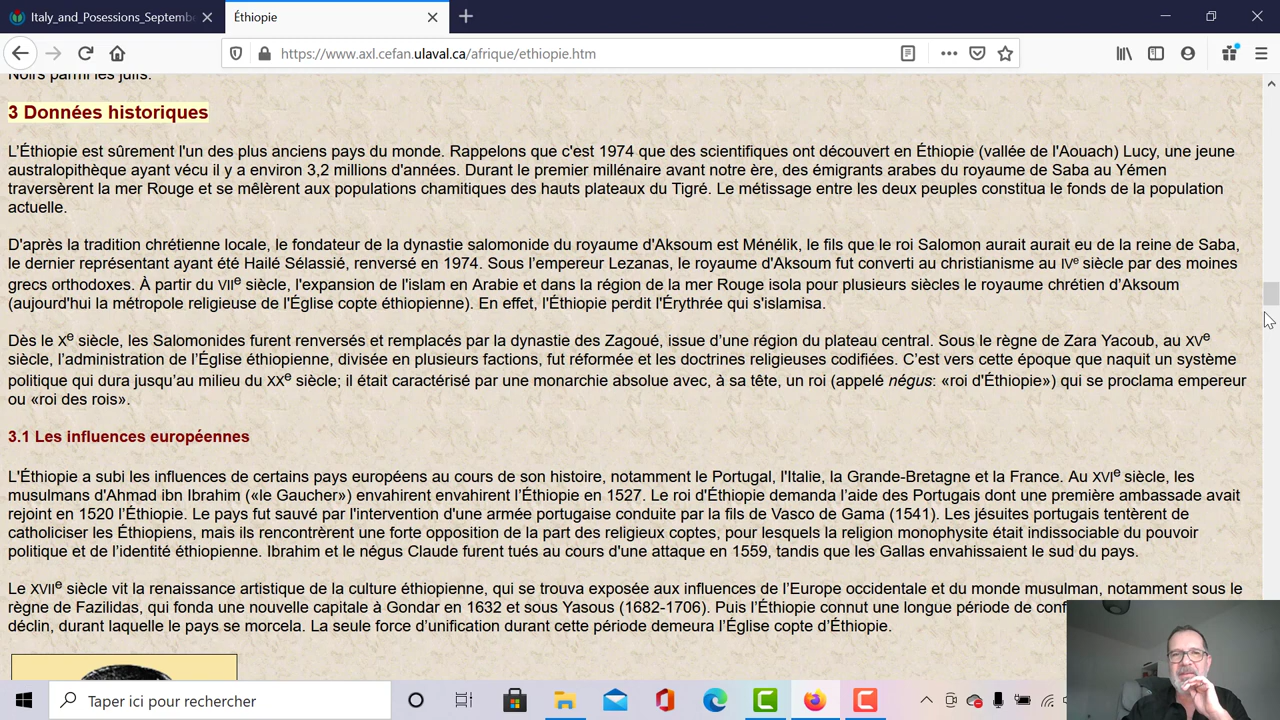 Italy_and_Posessions_Septembe
Éthiopie
https://www.axl.cefan.ulaval.ca/afrique/ethiopie.htm
Noirs parmi les juifs.
3 Données historiques
L'Éthiopie est sûrement l'un des plus anciens pays du monde. Rappelons que c'est 1974 que des scientifiques ont découvert en Éthiopie (vallée de l'Aouach) Lucy, une jeune
australopithèque ayant vécu il y a environ 3,2 millions d'années. Durant le premier millénaire avant notre ère, des émigrants arabes du royaume de Saba au Yémen
traversèrent la mer Rouge et se mêlèrent aux populations chamitiques des hauts plateaux du Tigré. Le métissage entre les deux peuples constitua le fonds de la population
actuelle.
D'après la tradition chrétienne locale, le fondateur de la dynastie salomonide du royaume d'Aksoum est Ménélik, le fils que le roi Salomon aurait aurait eu de la reine de Saba,
le dernier représentant ayant été Hailé Sélassié, renversé en 1974. Sous l'empereur Lezanas, le royaume d'Aksoum fut converti au christianisme au IVe siècle par des moines
grecs orthodoxes. À partir du VIIe siècle, l'expansion de l'islam en Arabie et dans la région de la mer Rouge isola pour plusieurs siècles le royaume chrétien d'Aksoum
(aujourd'hui la métropole religieuse de l'Église copte éthiopienne). En effet, l'Éthiopie perdit l'Érythrée qui s'islamisa.
Dès le Xe siècle, les Salomonides furent renversés et remplacés par la dynastie des Zagoué, issue d'une région du plateau central. Sous le règne de Zara Yacoub, au XVe
siècle, l'administration de l'Église éthiopienne, divisée en plusieurs factions, fut réformée et les doctrines religieuses codifiées. C'est vers cette époque que naquit un système
politique qui dura jusqu'au milieu du XXe siècle; il était caractérisé par une monarchie absolue avec, à sa tête, un roi (appelé négus: «roi d'Éthiopie») qui se proclama empereur
ou «roi des rois».
3.1 Les influences européennes
L'Éthiopie a subi les influences de certains pays européens au cours de son histoire, notamment le Portugal, l'Italie, la Grande-Bretagne et la France. Au XVIe siècle, les
musulmans d'Ahmad ibn Ibrahim («le Gaucher») envahirent envahirent l'Éthiopie en 1527. Le roi d'Éthiopie demanda l'aide des Portugais dont une première ambassade avait
rejoint en 1520 l'Éthiopie. Le pays fut sauvé par l'intervention d'une armée portugaise conduite par la fils de Vasco de Gama (1541). Les jésuites portugais tentèrent de
catholiciser les Éthiopiens, mais ils rencontrèrent une forte opposition de la part des religieux coptes, pour lesquels la religion monophysite était indissociable du pouvoir
politique et de l'identité éthiopienne. Ibrahim et le négus Claude furent tués au cours d'une attaque en 1559, tandis que les Gallas envahissaient le sud du pays.
Le XVIIe siècle vit la renaissance artistique de la culture éthiopienne, qui se trouva exposée aux influences de l'Europe occidentale et du monde musulman, notamment sous le
règne de Fazilidas, qui fonda une nouvelle capitale à Gondar en 1632 et sous Yasous (1682-1706). Puis l'Éthiopie connut une longue période de
déclin, durant laquelle le pays se morcela. La seule force d'unification durant cette période demeura l'Église copte d'Éthiopie.
Taper ici pour rechercher